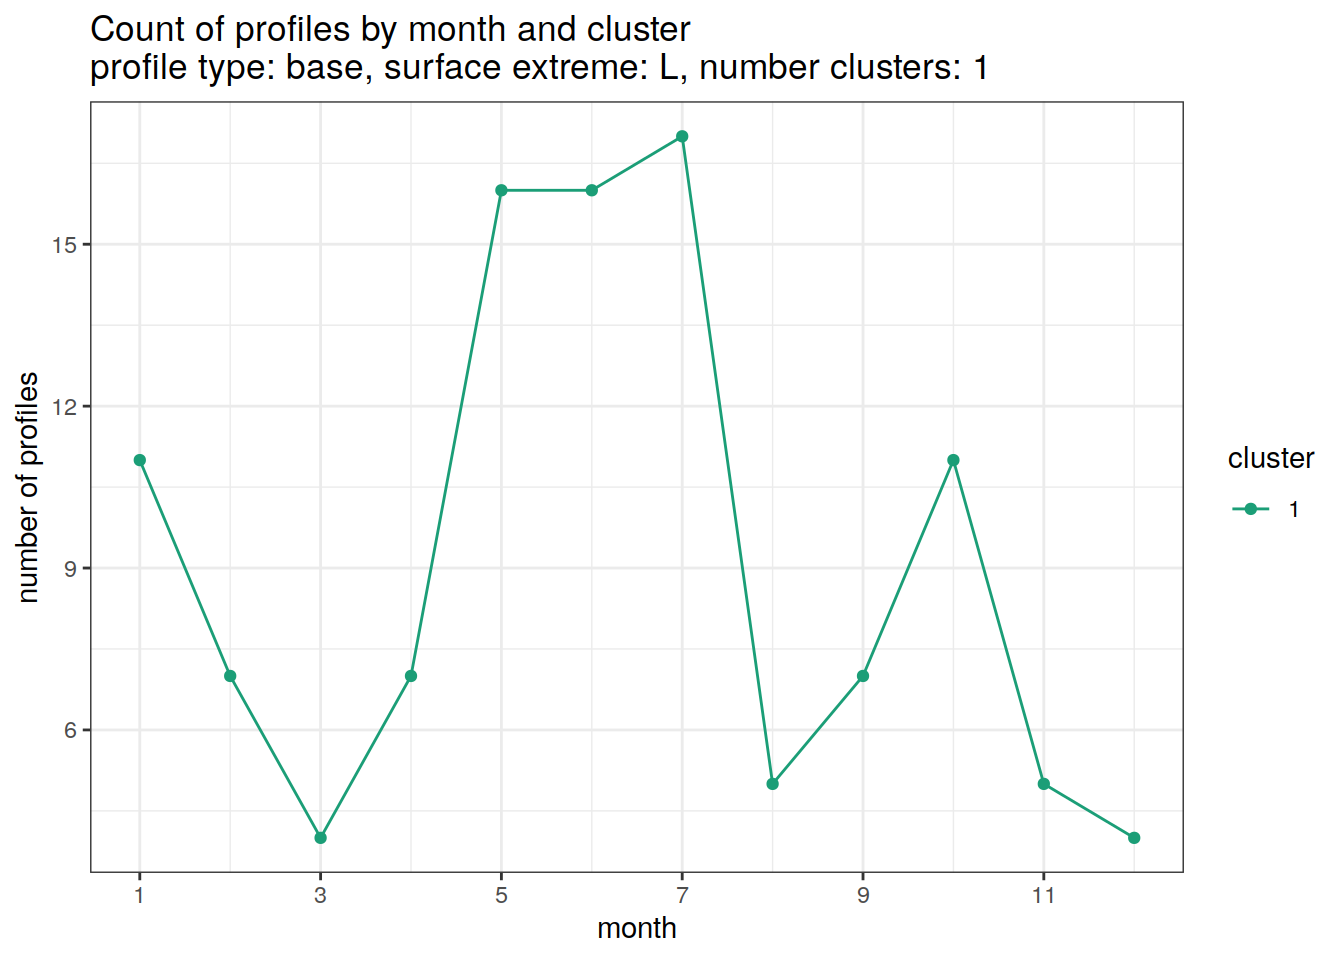 Count of profiles by month and cluster
profile type: base, surface extreme: L, number clusters: 1
number of profiles
15
12
9
6
1 3 5 7 9 11
month
cluster
1